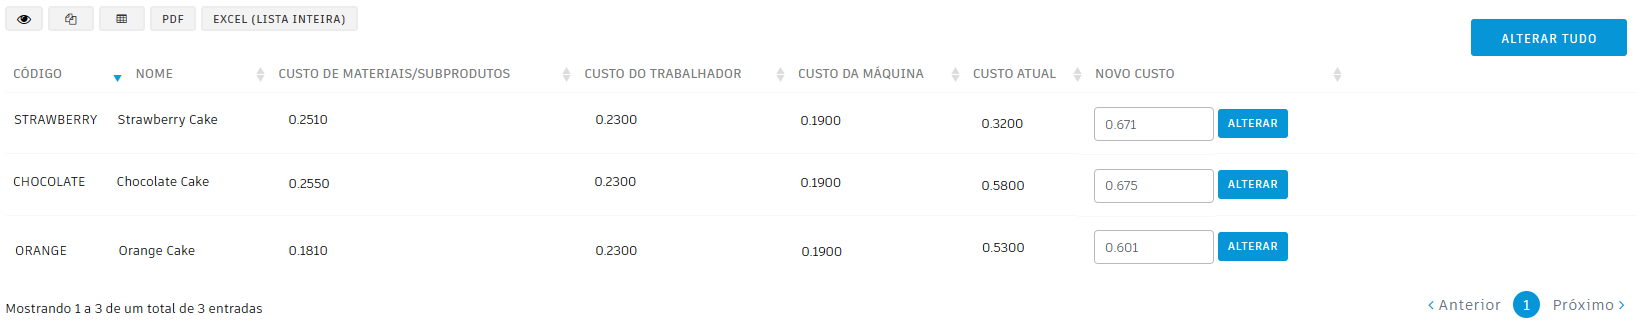 PDF EXCEL (LISTA INTEIRA)
ALTERAR TUDO
CÓDIGO NOME CUSTO DE MATERIAIS/SUBPRODUTOS CUSTO DO TRABALHADOR CUSTO DA MÁQUINA CUSTO ATUAL NOVO CUSTO
STRAWBERRY Strawberry Cake 0.2510 0.2300 0.1900 0.3200 0.671 ALTERAR
CHOCOLATE Chocolate Cake 0.2550 0.2300 0.1900 0.5800 0.675 ALTERAR
ORANGE Orange Cake 0.1810 0.2300 0.1900 0.5300 0.601 ALTERAR
Mostrando 1 a 3 de um total de 3 entradas
‹ Anterior 1 Próximo ›